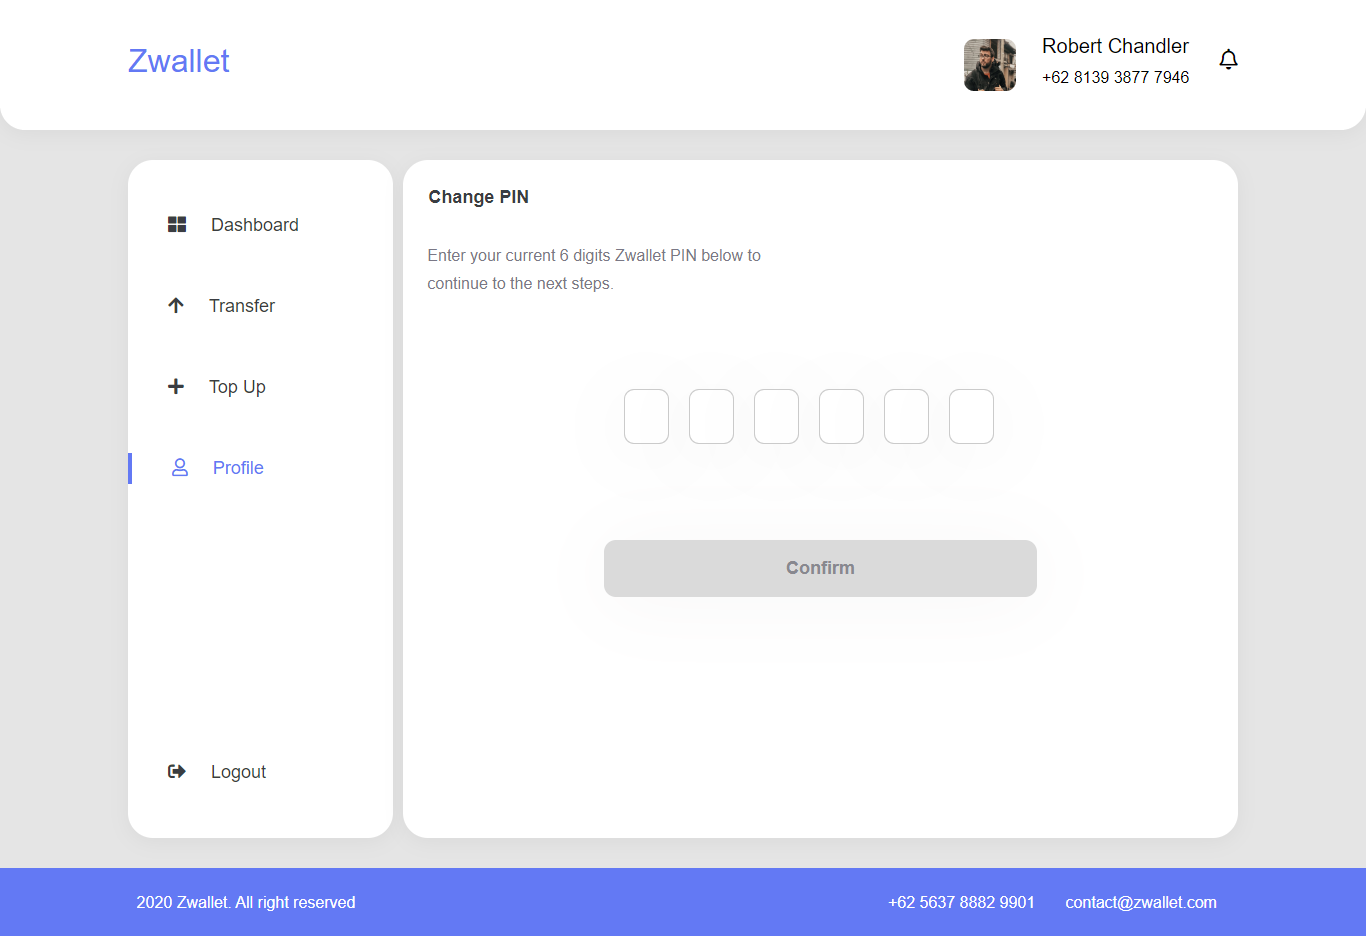 Zwallet
Robert Chandler
+62 8139 3877 7946
Dashboard
Transfer
Top Up
Profile
Logout
Change PIN
Enter your current 6 digits Zwallet PIN below to
continue to the next steps.
Confirm
2020 Zwallet. All right reserved
+62 5637 8882 9901
contact@zwallet.com